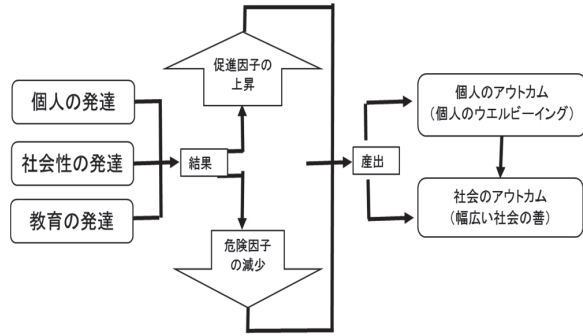 個人の発達
社会性の発達
教育の発達
結果
促進因子の
上昇
危険因子
の減少
産出
個人のアウトカム
(個人のウエルビーイング)
社会のアウトカム
(幅広い社会の善)